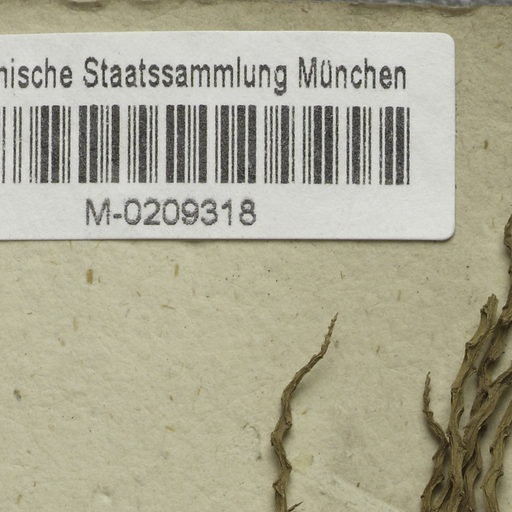 nische Staatssammlung München
M-0209318